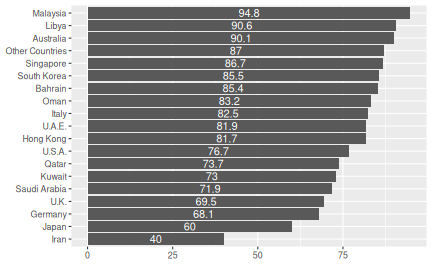 Malaysia 94.8
Libya 90.6
Australia 90.1
Other Countries 87
Singapore 86.7
South Korea 85.5
Bahrain 85.4
Oman 83.2
Italy 82.5
U.A.E. 81.9
Hong Kong 81.7
U.S.A. 76.7
Qatar 73.7
Kuwait 73
Saudi Arabia 71.9
U.K. 69.5
Germany 68.1
Japan 60
Iran 40
0 25 50 75